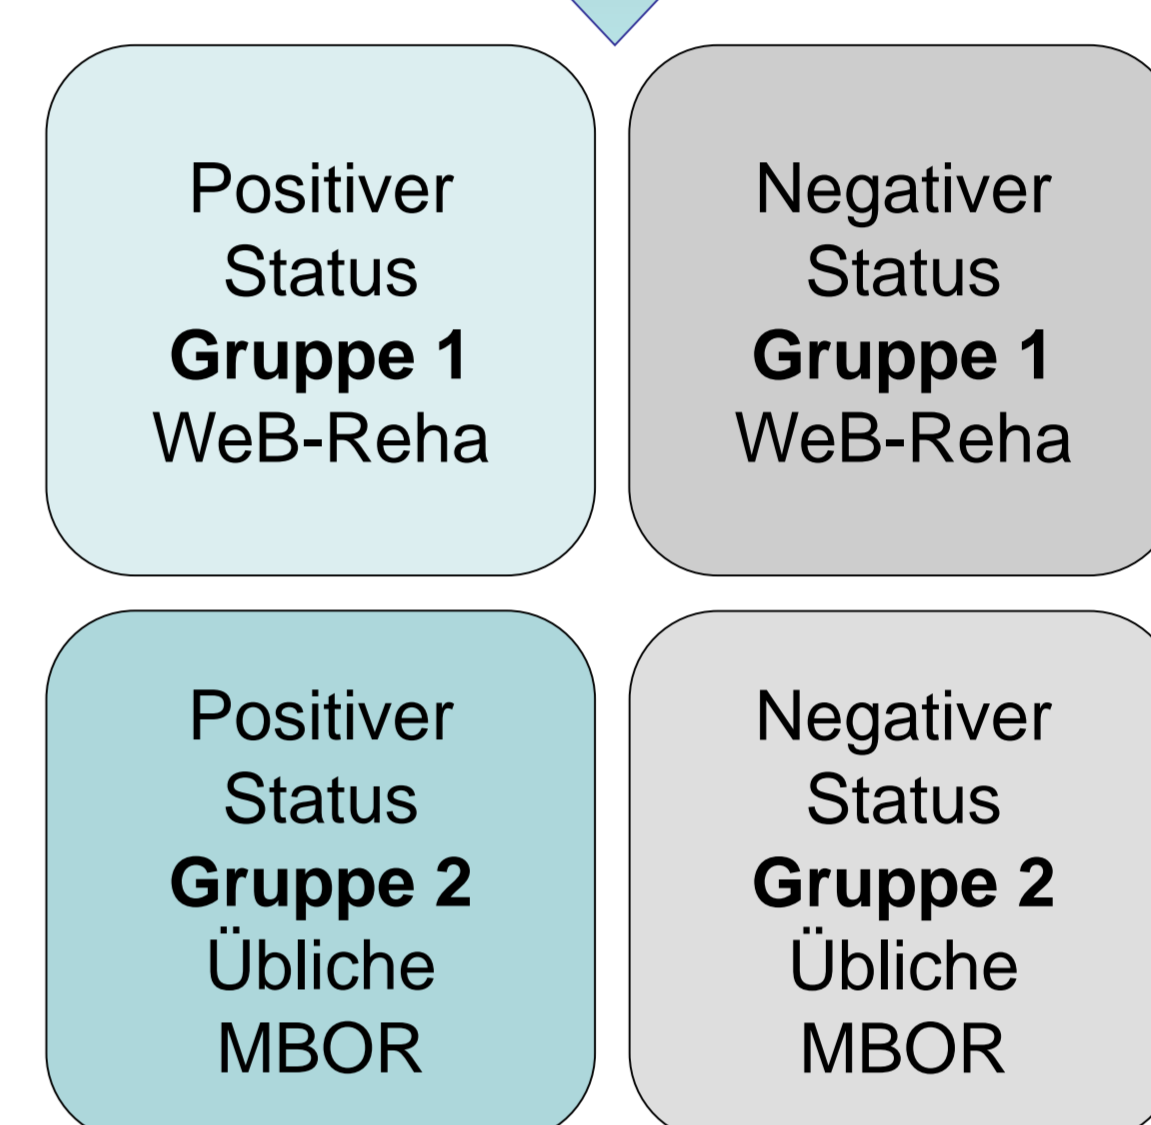 Positiver
Status
Gruppe 1
WeB-Reha
Negativer
Status
Gruppe 1
WeB-Reha
Positiver
Status
Gruppe 2
Übliche
MBOR
Negativer
Status
Gruppe 2
Übliche
MBOR